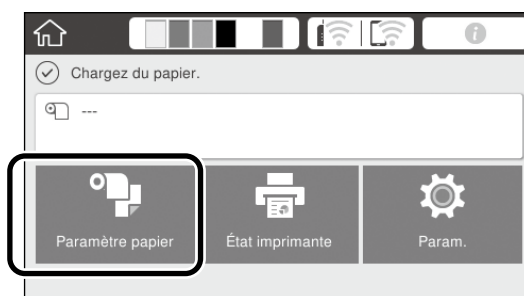 Chargez du papier.
---
Paramètre papier
État imprimante
Param.